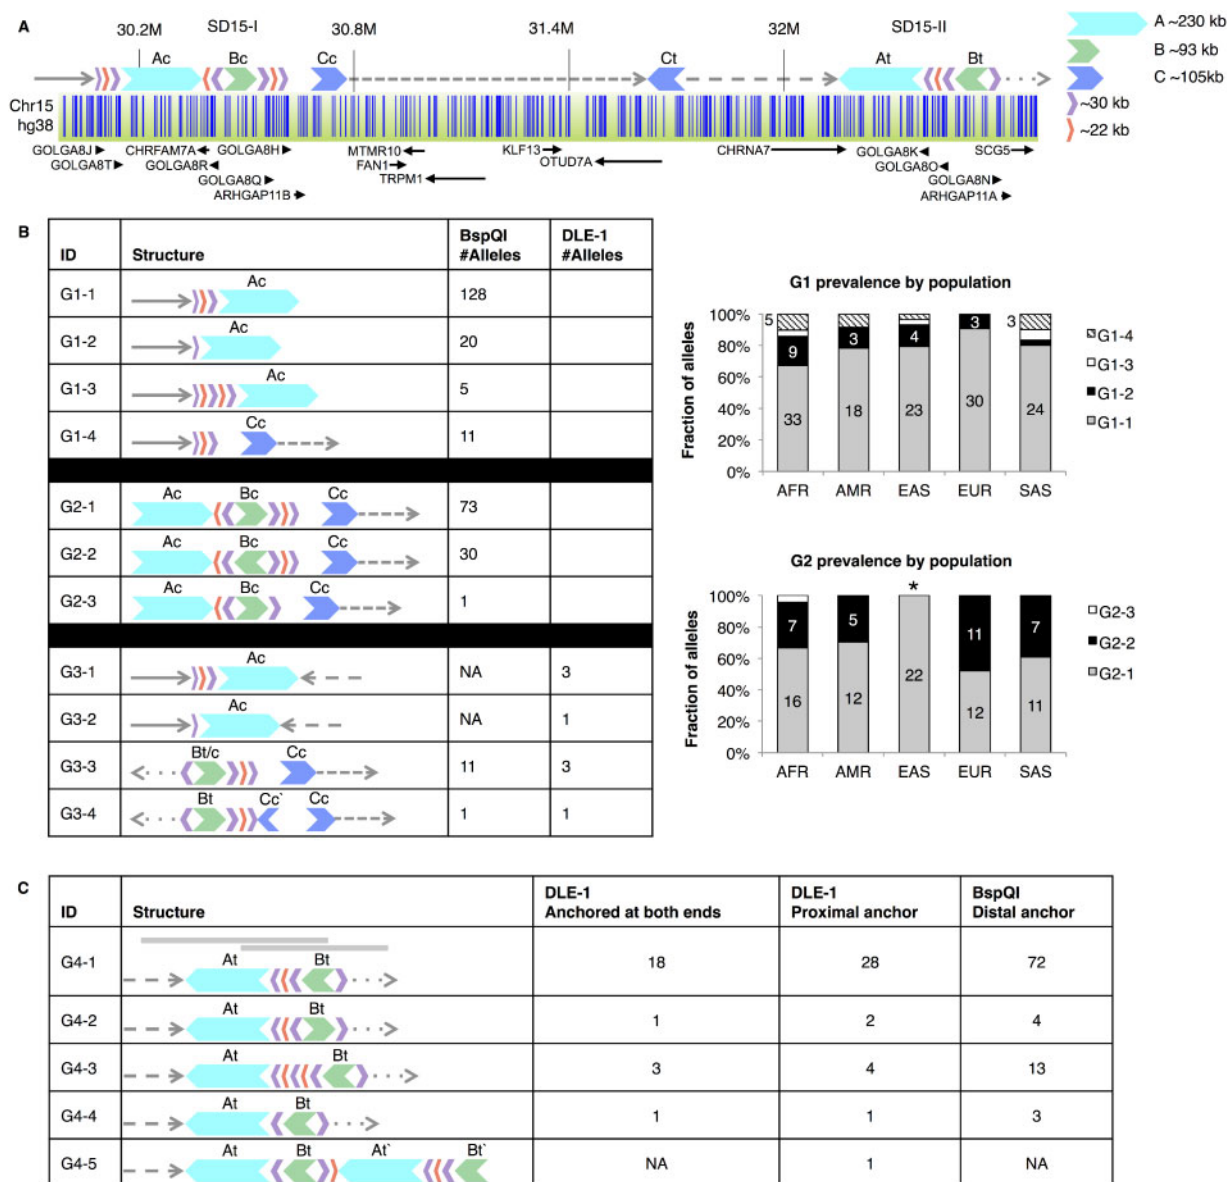 A
30.2M SD15-I 30.8M 31.4M 32M SD15-II
Ac Bc Cc Ct At Bt
A ~230 kb
B ~93 kb
C ~105kb
~30 kb
~22 kb
Chr15
hg38
GOLGA8J
GOLGA8T
CHRFAM7A
GOLGA8R
GOLGA8H
GOLGA8Q
ARHGAP11B
MTMR10
FAN1
TRPM1
KLF13
OTUD7A
CHRNA7
GOLGA8K
GOLGA8O
GOLGA8N
ARHGAP11A
SCG5
B
ID Structure BspQI #Alleles DLE-1 #Alleles
G1-1 Ac 128
G1-2 Ac 20
G1-3 Ac 5
G1-4 Cc 11
G2-1 Ac Bc Cc 73
G2-2 Ac Bc Cc 30
G2-3 Ac Bc Cc 1
G3-1 Ac NA 3
G3-2 Ac NA 1
G3-3 Bt/c Cc 11 3
G3-4 Bt Cc` Cc 1 1
G1 prevalence by population
Fraction of alleles
100%
80%
60%
40%
20%
0%
5 3
9 3 4 3
33 18 23 30 24
AFR AMR EAS EUR SAS
G1-4
G1-3
G1-2
G1-1
G2 prevalence by population
Fraction of alleles
100%
80%
60%
40%
20%
0%
*
7 5 11 7
16 12 22 12 11
AFR AMR EAS EUR SAS
G2-3
G2-2
G2-1
C
ID Structure DLE-1 Anchored at both ends DLE-1 Proximal anchor BspQI Distal anchor
G4-1 At Bt 18 28 72
G4-2 At Bt 1 2 4
G4-3 At Bt 3 4 13
G4-4 At Bt 1 1 3
G4-5 At Bt At` Bt` NA 1 NA